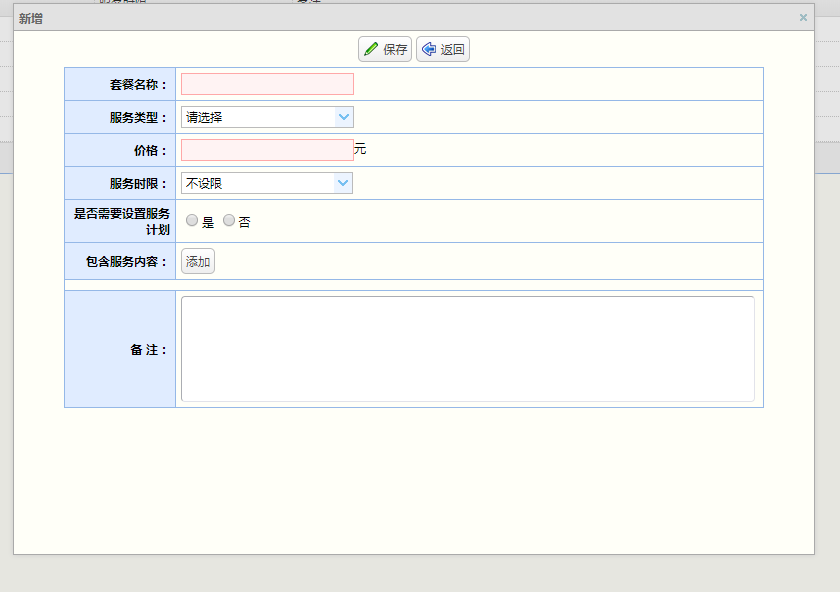 新增
保存 返回
套餐名称：
服务类型： 请选择
价格： 元
服务时限： 不设限
是否需要设置服务
计划 是 否
包含服务内容： 添加
备 注：